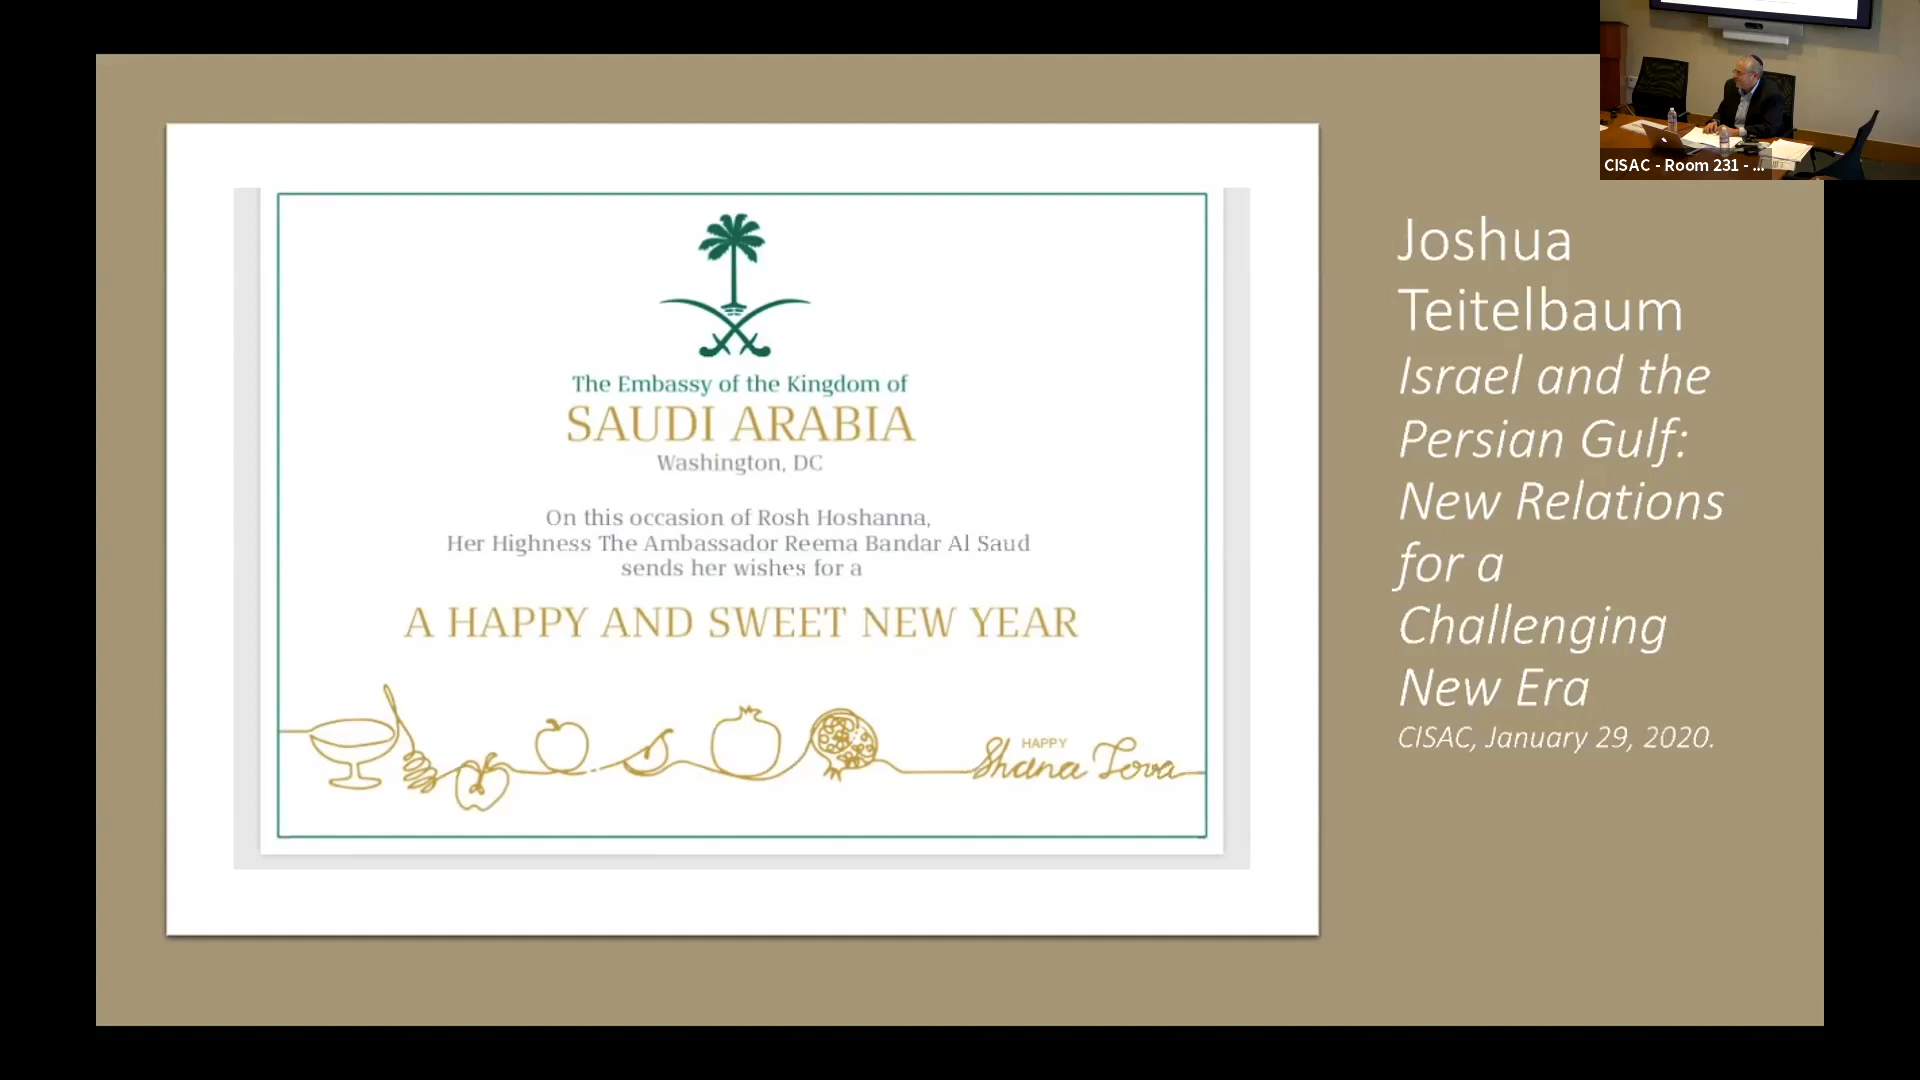 The Embassy of the Kingdom of
SAUDI ARABIA
Washington, DC
On this occasion of Rosh Hoshanna,
Her Highness The Ambassador Reema Bandar Al Saud
sends her wishes for a
A HAPPY AND SWEET NEW YEAR
HAPPY
Shana Tova
Joshua
Teitelbaum
Israel and the
Persian Gulf:
New Relations
for a
Challenging
New Era
CISAC, January 29, 2020.
CISAC - Room 231 - ...